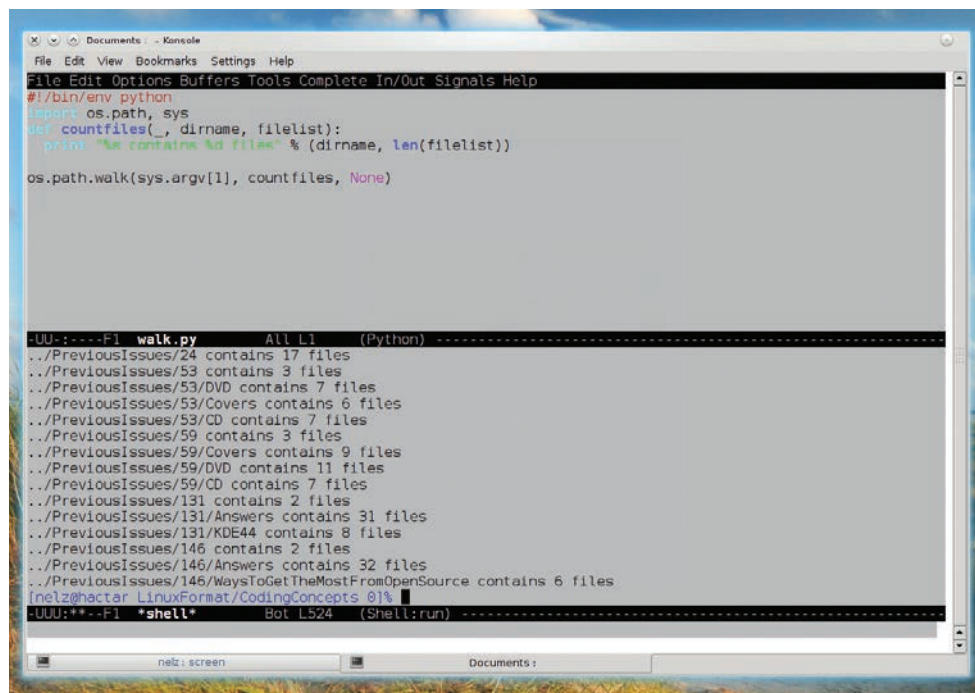 Documents : - Konsole
File Edit View Bookmarks Settings Help
File Edit Options Buffers Tools Complete In/Out Signals Help
#!/bin/env python
import os.path, sys
def countfiles(_, dirname, filelist):
  print "%s contains %d files" % (dirname, len(filelist))
os.path.walk(sys.argv[1], countfiles, None)
-UU-:----F1 walk.py All L1 (Python) ----------------------------------------------------------
../PreviousIssues/24 contains 17 files
../PreviousIssues/53 contains 3 files
../PreviousIssues/53/DVD contains 7 files
../PreviousIssues/53/Covers contains 6 files
../PreviousIssues/53/CD contains 7 files
../PreviousIssues/59 contains 3 files
../PreviousIssues/59/Covers contains 9 files
../PreviousIssues/59/DVD contains 11 files
../PreviousIssues/59/CD contains 7 files
../PreviousIssues/131 contains 2 files
../PreviousIssues/131/Answers contains 31 files
../PreviousIssues/131/KDE44 contains 8 files
../PreviousIssues/146 contains 2 files
../PreviousIssues/146/Answers contains 32 files
../PreviousIssues/146/WaysToGetTheMostFromOpenSource contains 6 files
[nelz@hactar LinuxFormat/CodingConcepts 0]%
-UUU:**--F1 *shell* Bot L524 (Shell:run) ----------------------------------------------------------
nelz : screen
Documents :